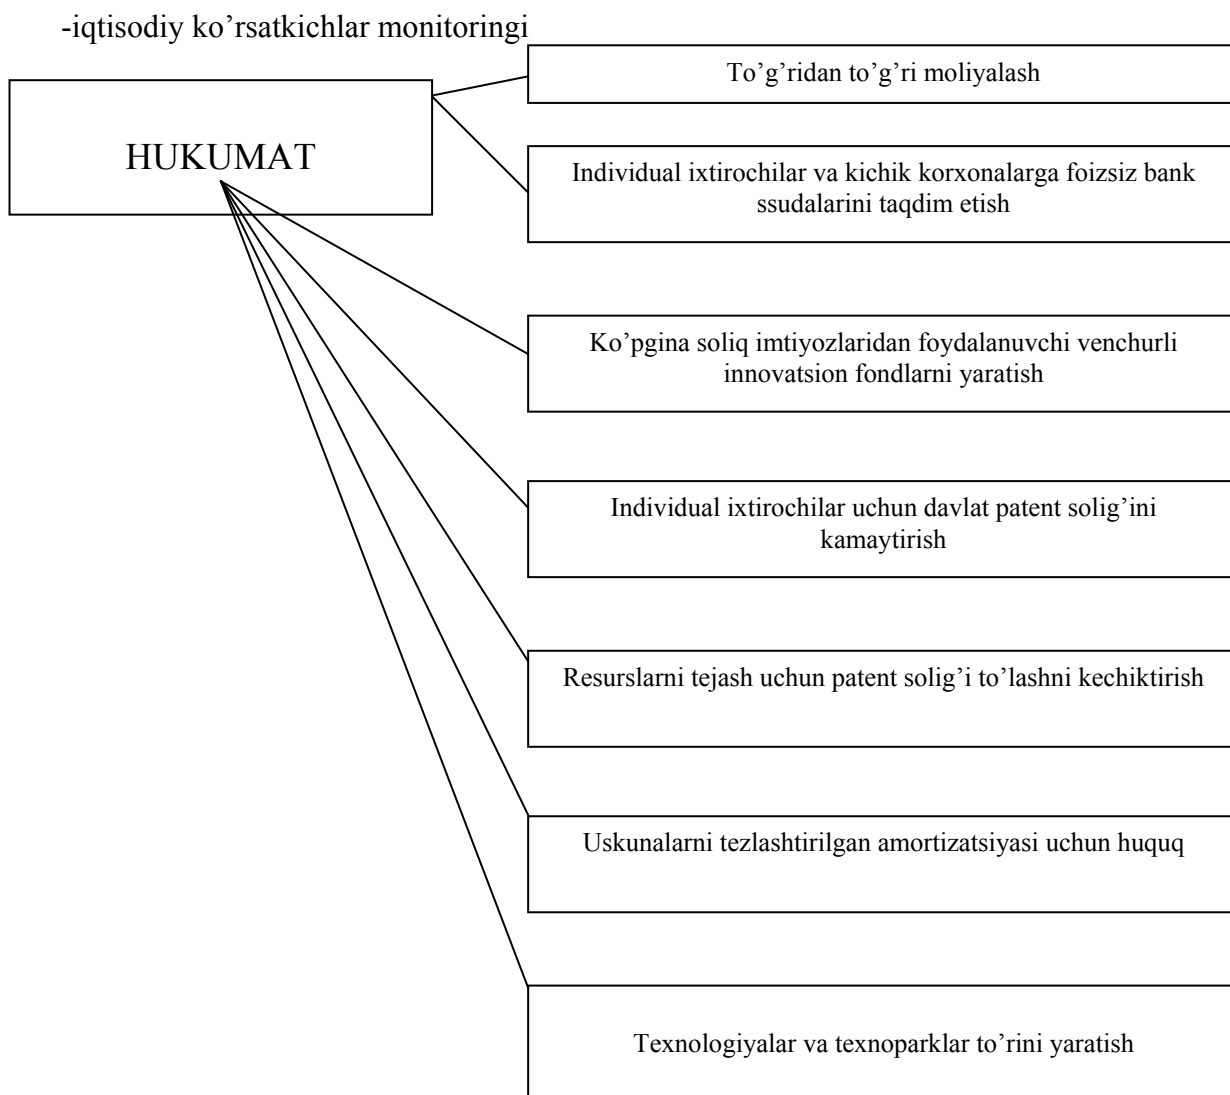 -iqtisodiy ko’rsatkichlar monitoringi
To’g’ridan to’g’ri moliyalash
HUKUMAT
Individual ixtirochilar va kichik korxonalarga foizsiz bank
ssudalarini taqdim etish
Ko’pgina soliq imtiyozlaridan foydalanuvchi venchurli
innovatsion fondlarni yaratish
Individual ixtirochilar uchun davlat patent solig’ini
kamaytirish
Resurslarni tejash uchun patent solig’i to’lashni kechiktirish
Uskunalarni tezlashtirilgan amortizatsiyasi uchun huquq
Texnologiyalar va texnoparklar to’rini yaratish